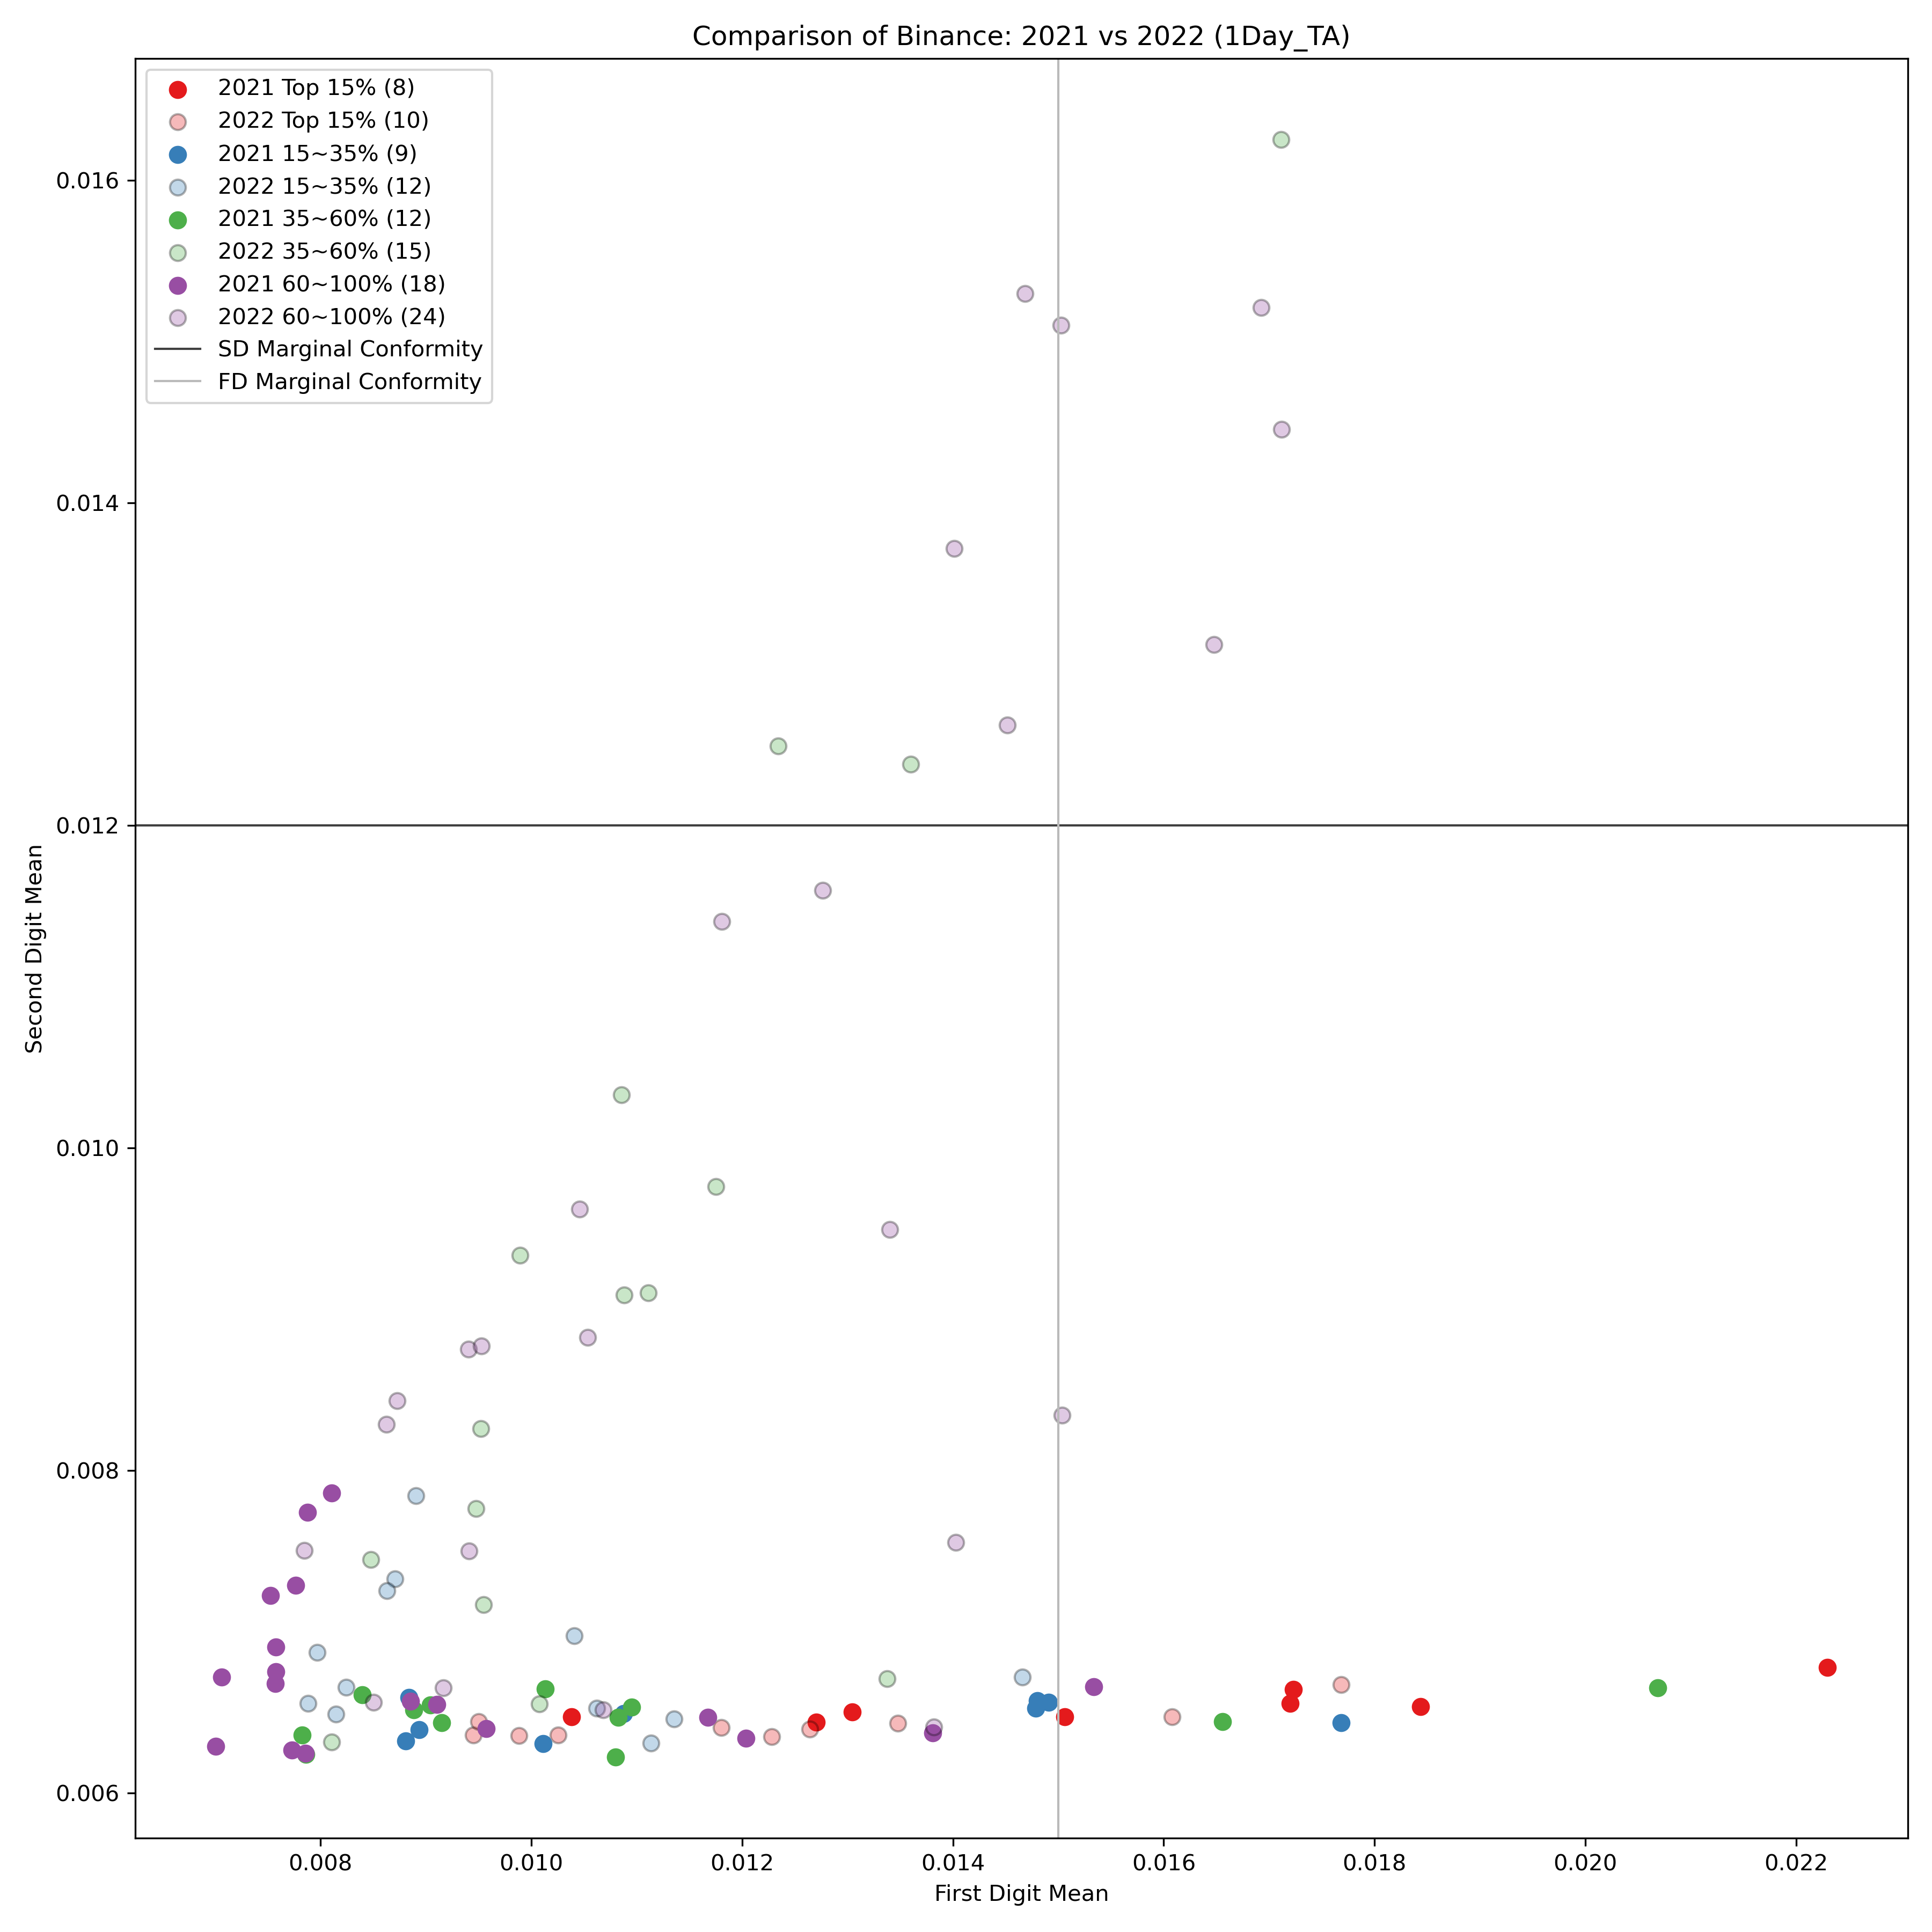 Comparison of Binance: 2021 vs 2022 (1Day_TA)
2021 Top 15% (8)
2022 Top 15% (10)
2021 15~35% (9)
2022 15~35% (12)
2021 35~60% (12)
2022 35~60% (15)
2021 60~100% (18)
2022 60~100% (24)
SD Marginal Conformity
FD Marginal Conformity
0.016
0.014
0.012
0.010
0.008
0.006
Second Digit Mean
0.008 0.010 0.012 0.014 0.016 0.018 0.020 0.022
First Digit Mean